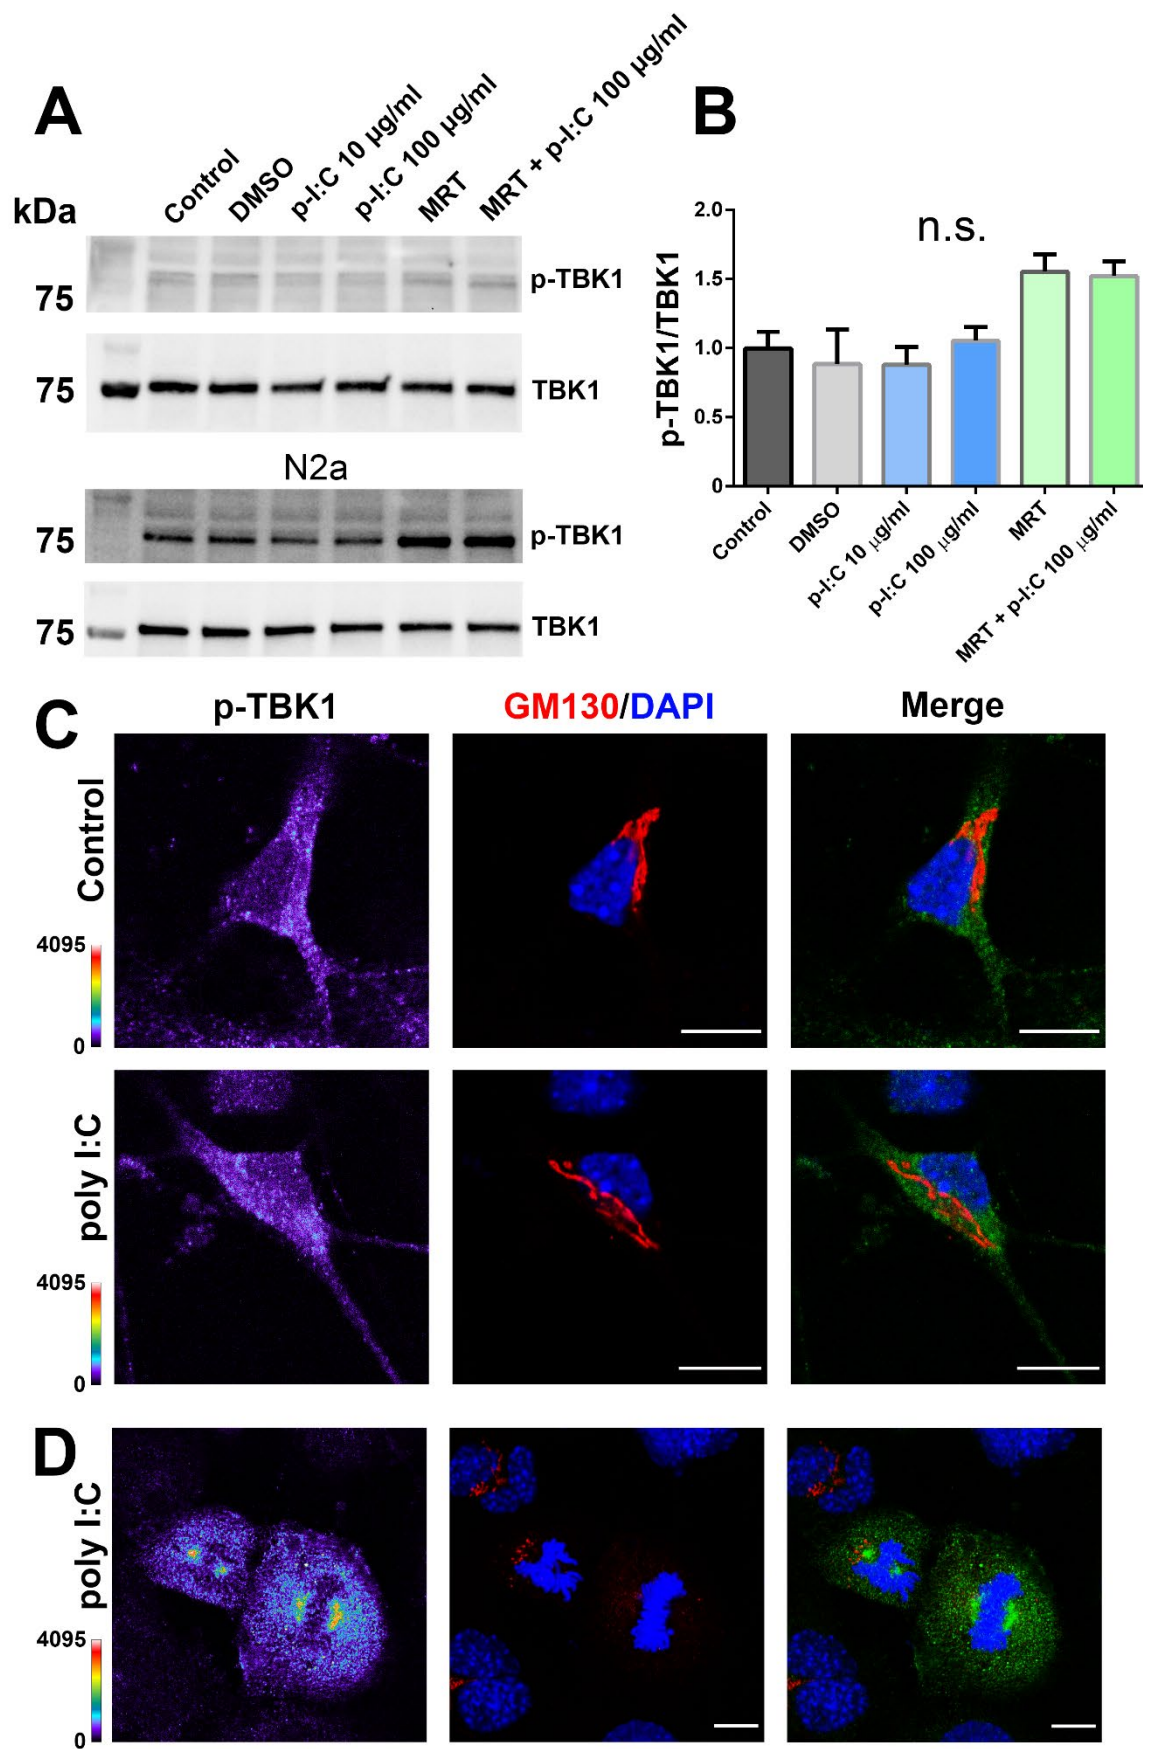 A
kDa
Control
DMSO
p-I:C 10 µg/ml
p-I:C 100 µg/ml
MRT
MRT + p-I:C 100 µg/ml
75
p-TBK1
75
TBK1
N2a
75
p-TBK1
75
TBK1
B
n.s.
p-TBK1/TBK1
2.0
1.5
1.0
0.5
0
Control
DMSO
p-I:C 10 µg/ml
p-I:C 100 µg/ml
MRT
MRT + p-I:C 100 µg/ml
C
p-TBK1
GM130/DAPI
Merge
Control
4095
0
poly I:C
4095
0
D
poly I:C
4095
0